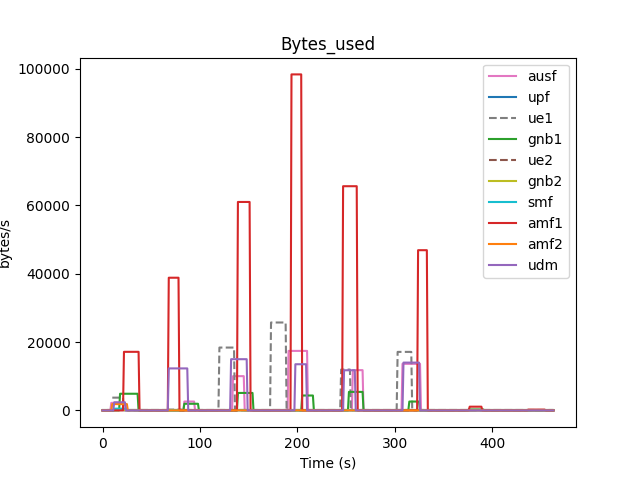 Bytes_used
100000
80000
60000
40000
20000
0
bytes/s
0 100 200 300 400
Time (s)
ausf
upf
ue1
gnb1
ue2
gnb2
smf
amf1
amf2
udm